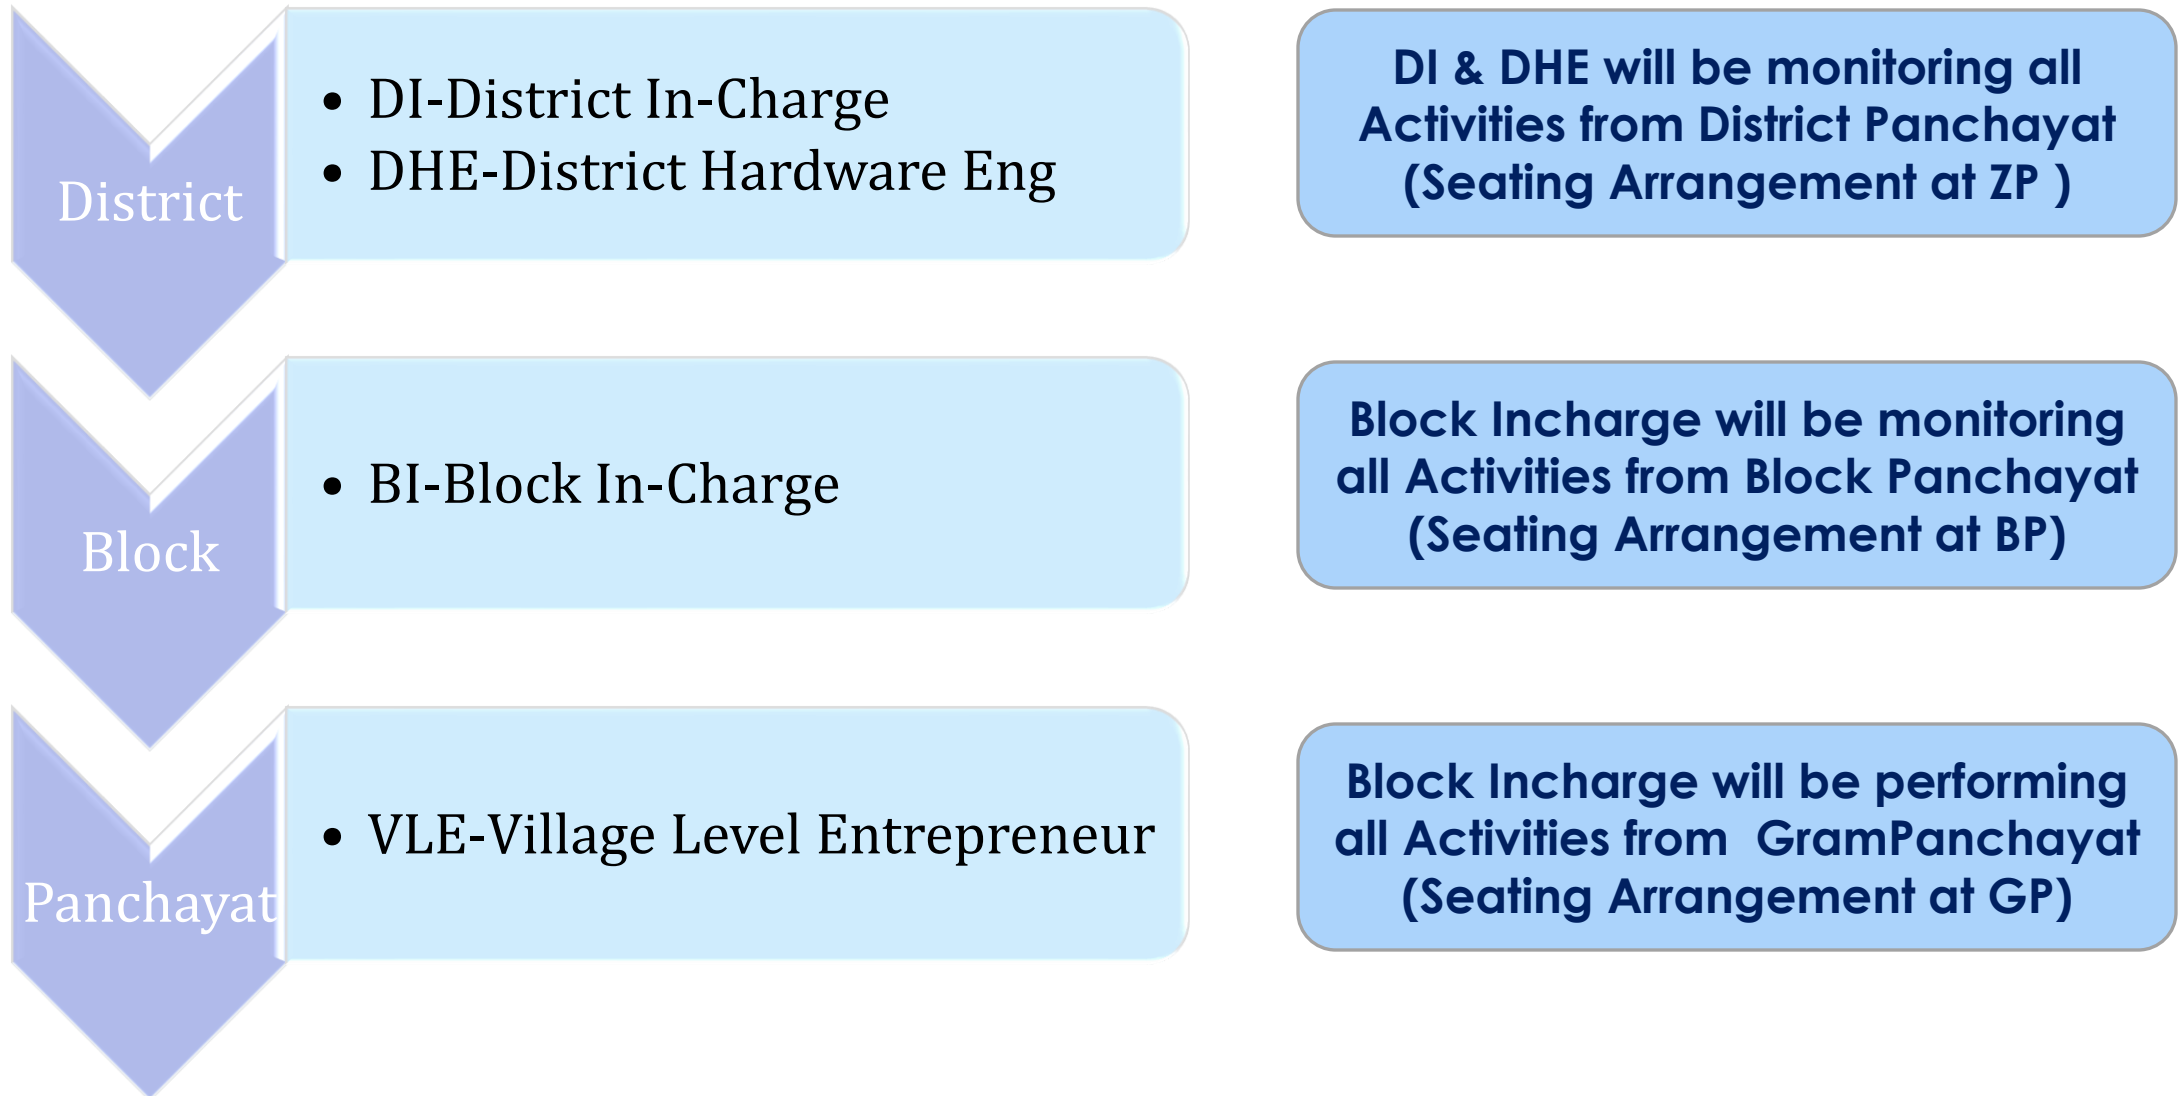 District
• DI-District In-Charge
• DHE-District Hardware Eng
DI & DHE will be monitoring all
Activities from District Panchayat
(Seating Arrangement at ZP )
Block
• BI-Block In-Charge
Block Incharge will be monitoring
all Activities from Block Panchayat
(Seating Arrangement at BP)
Panchayat
• VLE-Village Level Entrepreneur
Block Incharge will be performing
all Activities from  GramPanchayat
(Seating Arrangement at GP)